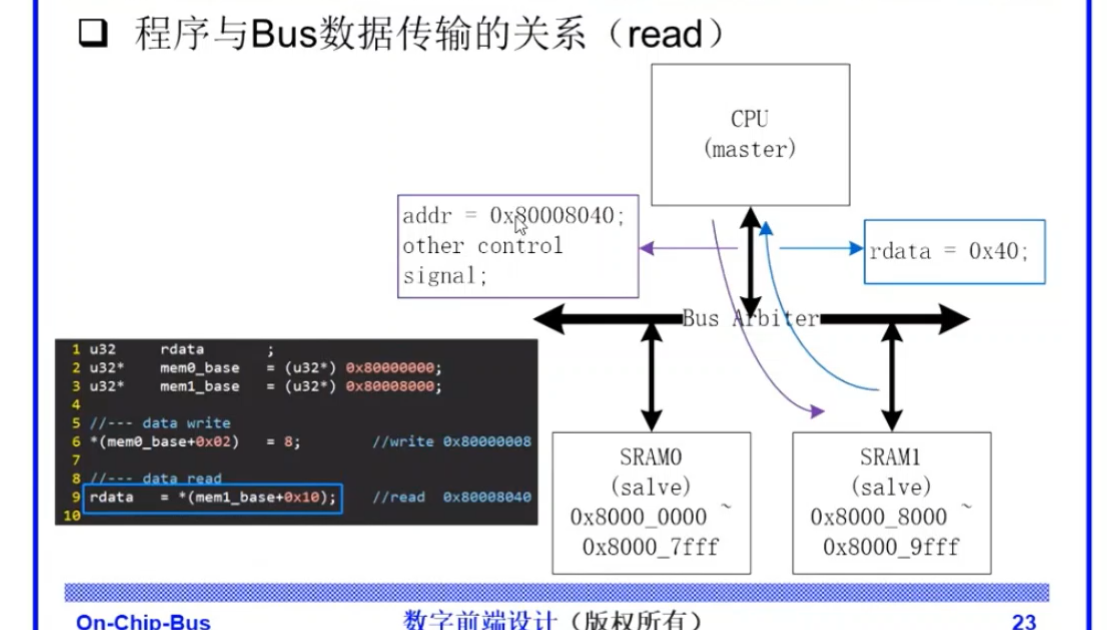 ❑ 程序与Bus数据传输的关系（read）
CPU
(master)
addr = 0x80008040;
other control
signal;
rdata = 0x40;
Bus Arbiter
1 u32 rdata ;
2 u32* mem0_base = (u32*) 0x80000000;
3 u32* mem1_base = (u32*) 0x80008000;
4
5 //--- data write
6 *(mem0_base+0x02) = 8; //write 0x80000008
7
8 //--- data read
9 rdata = *(mem1_base+0x10); //read 0x80008040
10
SRAM0
(salve)
0x8000_0000 ~
0x8000_7fff
SRAM1
(salve)
0x8000_8000 ~
0x8000_9fff
On-Chip-Bus
数字前端设计（版权所有）
23